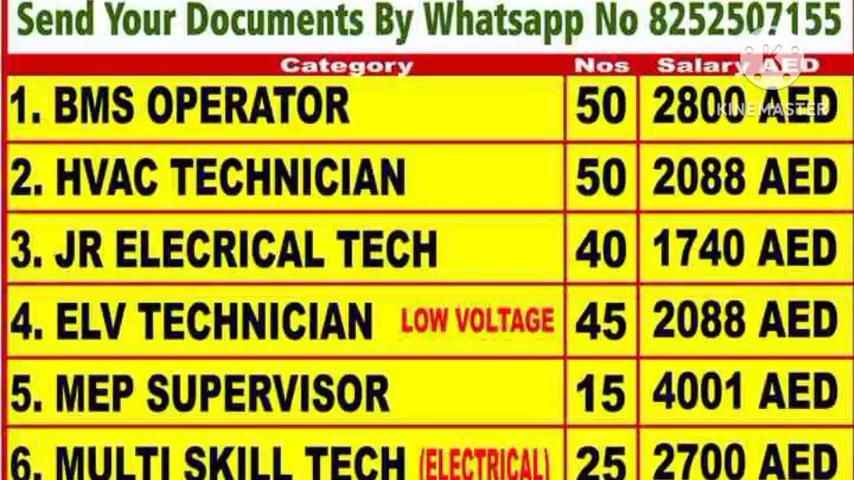 Send Your Documents By Whatsapp No 8252507155
Category Nos Salary AED
1. BMS OPERATOR 50 2800 AED
KINEMASTER
2. HVAC TECHNICIAN 50 2088 AED
3. JR ELECRICAL TECH 40 1740 AED
4. ELV TECHNICIAN LOW VOLTAGE 45 2088 AED
5. MEP SUPERVISOR 15 4001 AED
6. MULTI SKILL TECH (ELECTRICAL) 25 2700 AED